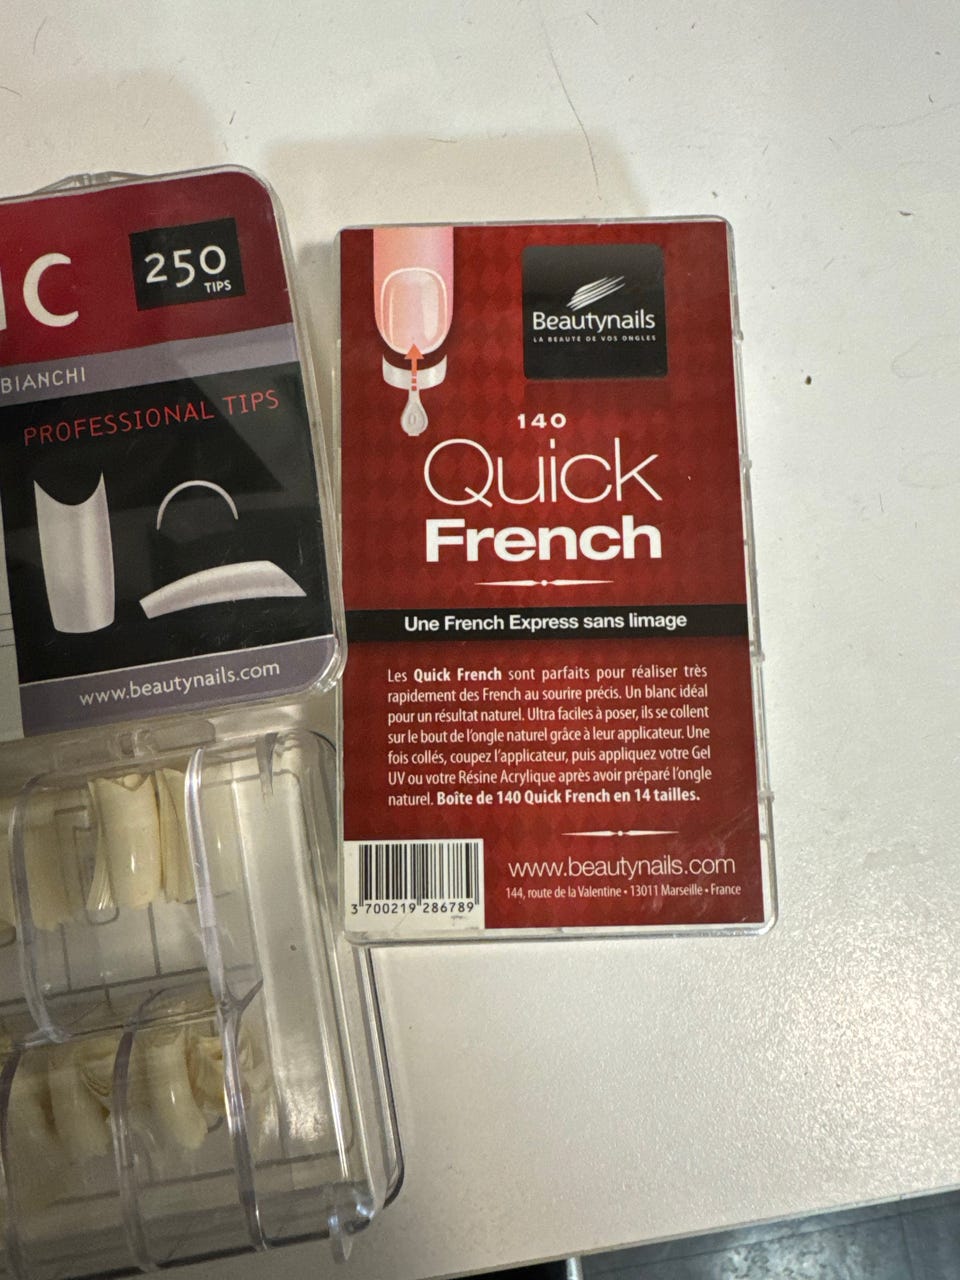 IC
250
TIPS
BIANCHI
PROFESSIONAL TIPS
www.beautynails.com
Beautynails
LA BEAUTÉ DE VOS ONGLES
0
140
Quick
French
Une French Express sans limage
Les Quick French sont parfaits pour réaliser très
rapidement des French au sourire précis. Un blanc idéal
pour un résultat naturel. Ultra faciles à poser, ils se collent
sur le bout de l'ongle naturel grâce à leur applicateur. Une
fois collés, coupez l'applicateur, puis appliquez votre Gel
UV ou votre Résine Acrylique après avoir préparé l'ongle
naturel. Boîte de 140 Quick French en 14 tailles.
www.beautynails.com
144, route de la Valentine • 13011 Marseille • France
3 700219 286789